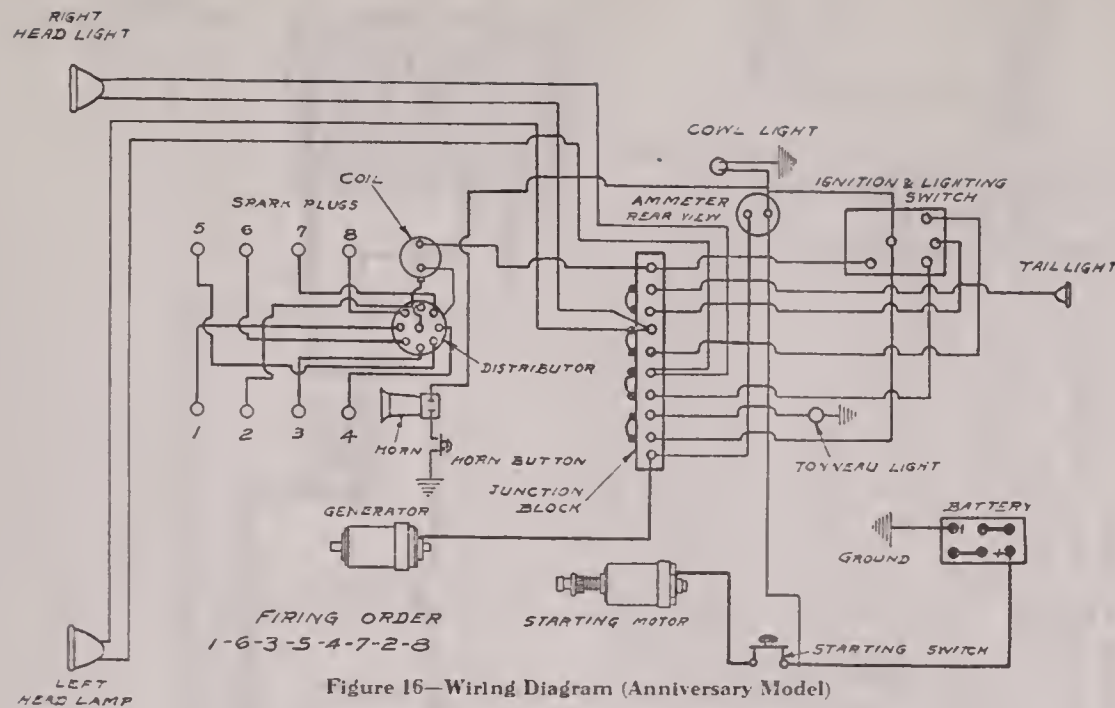 RIGHT
HEAD LIGHT
COWL LIGHT
IGNITION & LIGHTING
SWITCH
AMMETER
REAR VIEW
COIL
SPARK PLUGS
5 6 7 8
TAIL LIGHT
DISTRIBUTOR
1 2 3 4
HORN
HORN BUTTON
TONNEAU LIGHT
JUNCTION
BLOCK
GENERATOR
BATTERY
GROUND
FIRING ORDER
1-6-3-5-4-7-2-8
STARTING MOTOR
STARTING SWITCH
LEFT
HEAD LAMP
Figure 16—Wiring Diagram (Anniversary Model)